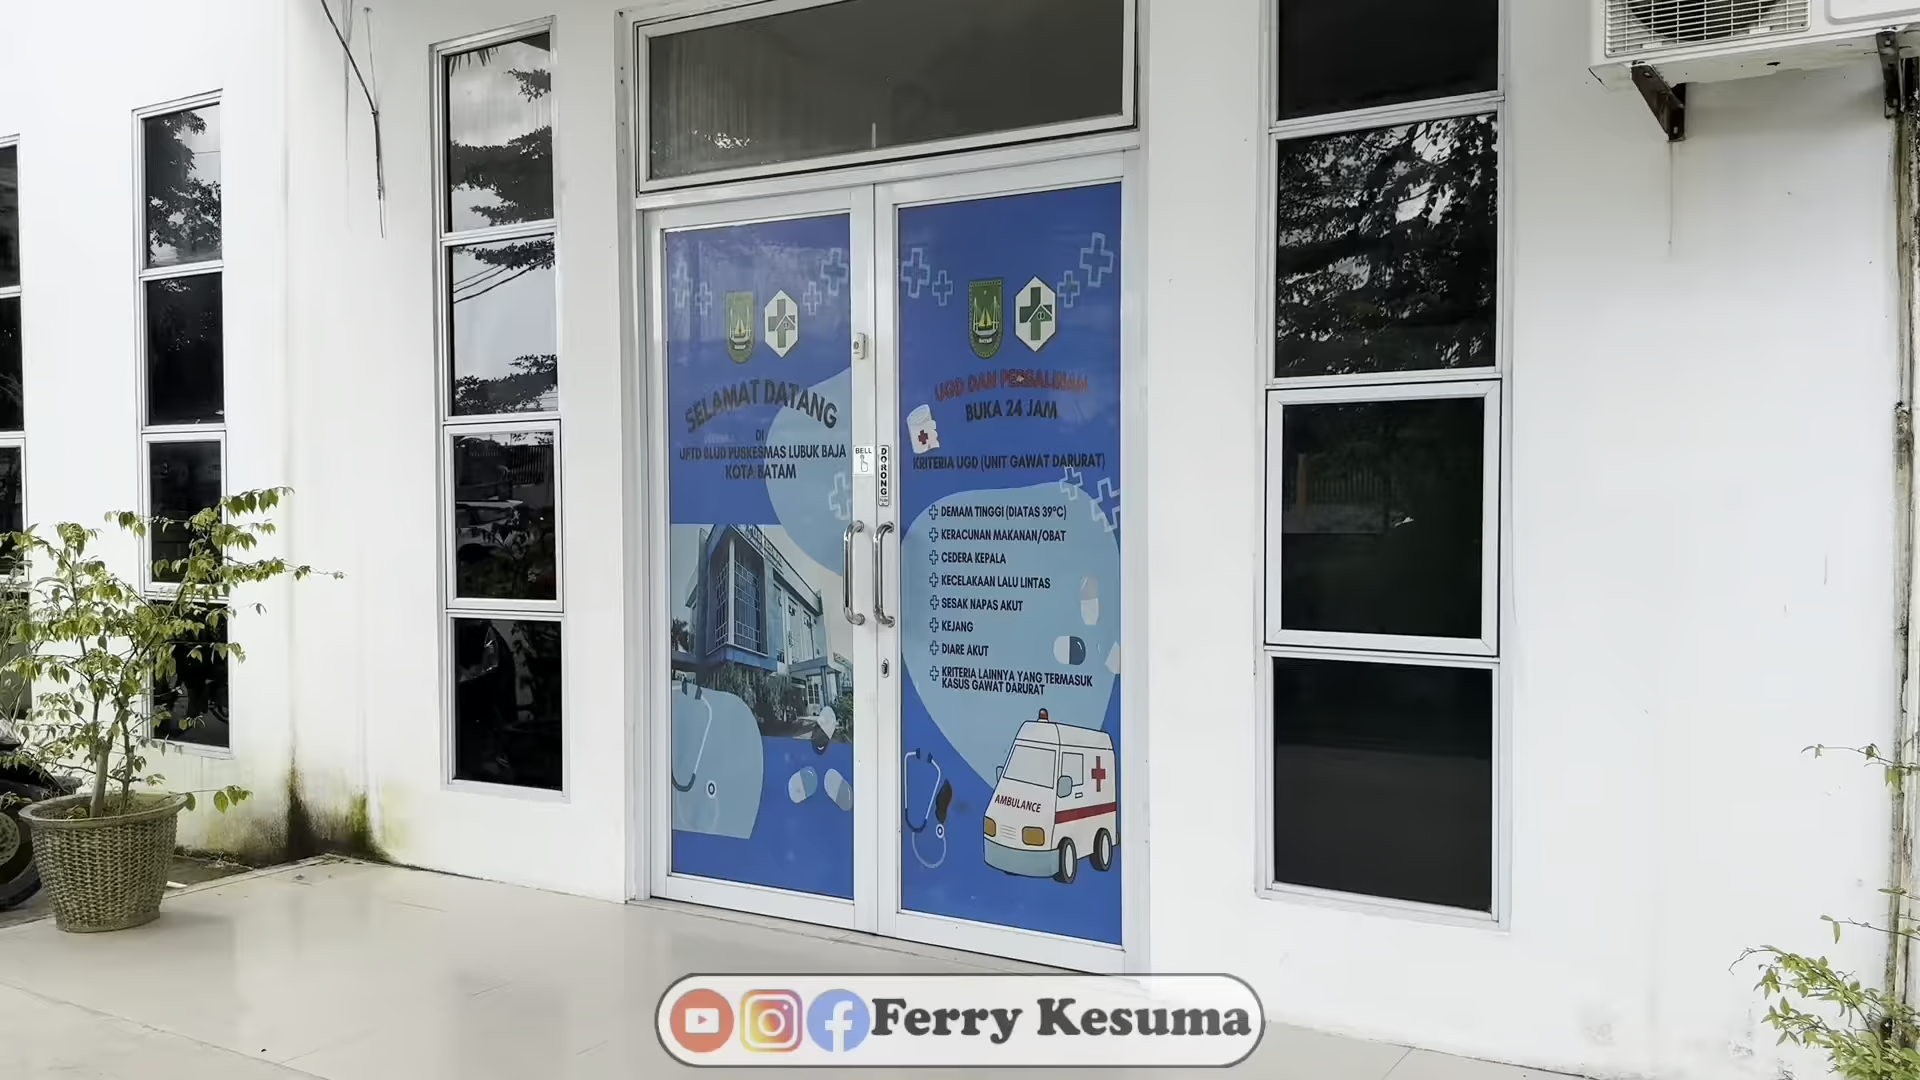 SELAMAT DATANG
DI
UPTD BLUD PUSKESMAS LUBUK BAJA
KOTA BATAM
BELL
DORONG
BATAM
UGD DAN PERSALINAN
BUKA 24 JAM
KRITERIA UGD (UNIT GAWAT DARURAT)
DEMAM TINGGI (DIATAS 39°C)
KERACUNAN MAKANAN/OBAT
CEDERA KEPALA
KECELAKAAN LALU LINTAS
SESAK NAPAS AKUT
KEJANG
DIARE AKUT
KRITERIA LAINNYA YANG TERMASUK
KASUS GAWAT DARURAT
AMBULANCE
Ferry Kesuma